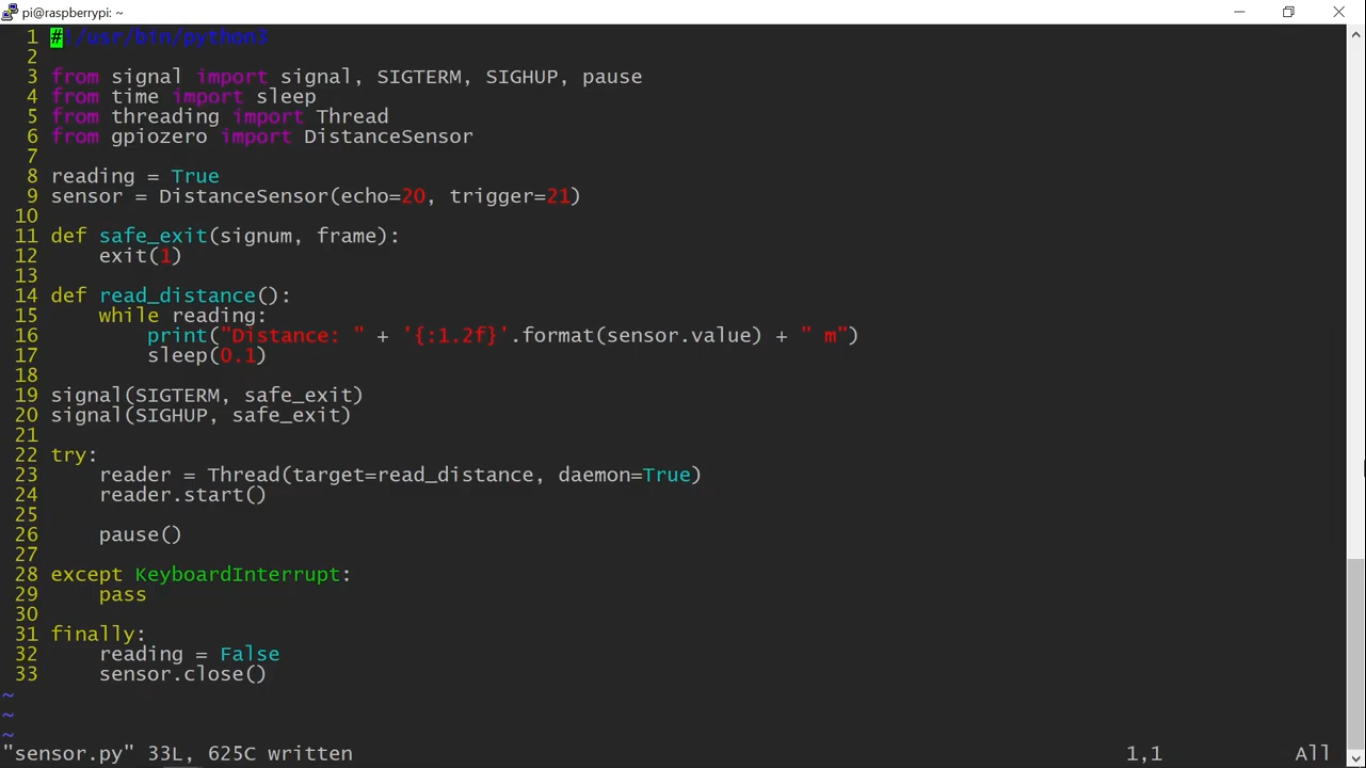 pi@raspberrypi: ~
1 #!/usr/bin/python3
2
3 from signal import signal, SIGTERM, SIGHUP, pause
4 from time import sleep
5 from threading import Thread
6 from gpiozero import DistanceSensor
7
8 reading = True
9 sensor = DistanceSensor(echo=20, trigger=21)
10
11 def safe_exit(signum, frame):
12     exit(1)
13
14 def read_distance():
15     while reading:
16         print("Distance: " + '{:1.2f}'.format(sensor.value) + " m")
17         sleep(0.1)
18
19 signal(SIGTERM, safe_exit)
20 signal(SIGHUP, safe_exit)
21
22 try:
23     reader = Thread(target=read_distance, daemon=True)
24     reader.start()
25
26     pause()
27
28 except KeyboardInterrupt:
29     pass
30
31 finally:
32     reading = False
33     sensor.close()
~
~
~
"sensor.py" 33L, 625C written 1,1 All